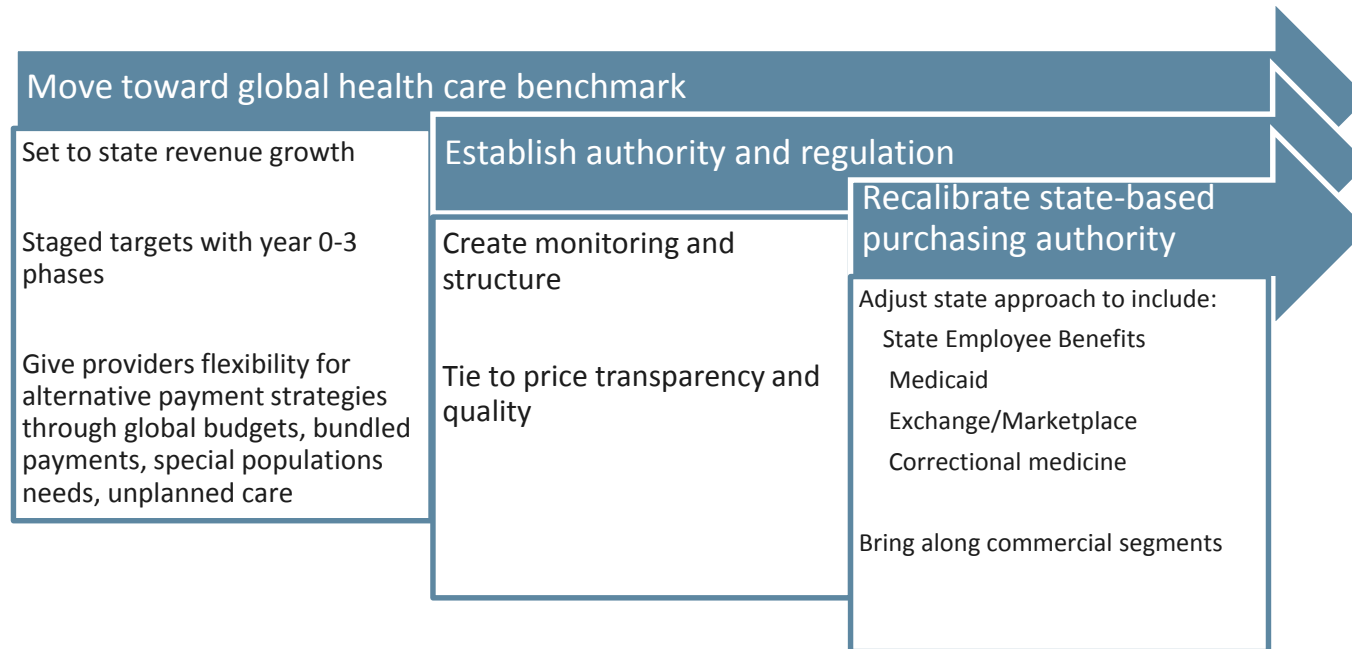 Move toward global health care benchmark
Set to state revenue growth
Staged targets with year 0-3
phases
Give providers flexibility for
alternative payment strategies
through global budgets, bundled
payments, special populations
needs, unplanned care
Establish authority and regulation
Create monitoring and
structure
Tie to price transparency and
quality
Recalibrate state-based
purchasing authority
Adjust state approach to include:
State Employee Benefits
Medicaid
Exchange/Marketplace
Correctional medicine
Bring along commercial segments